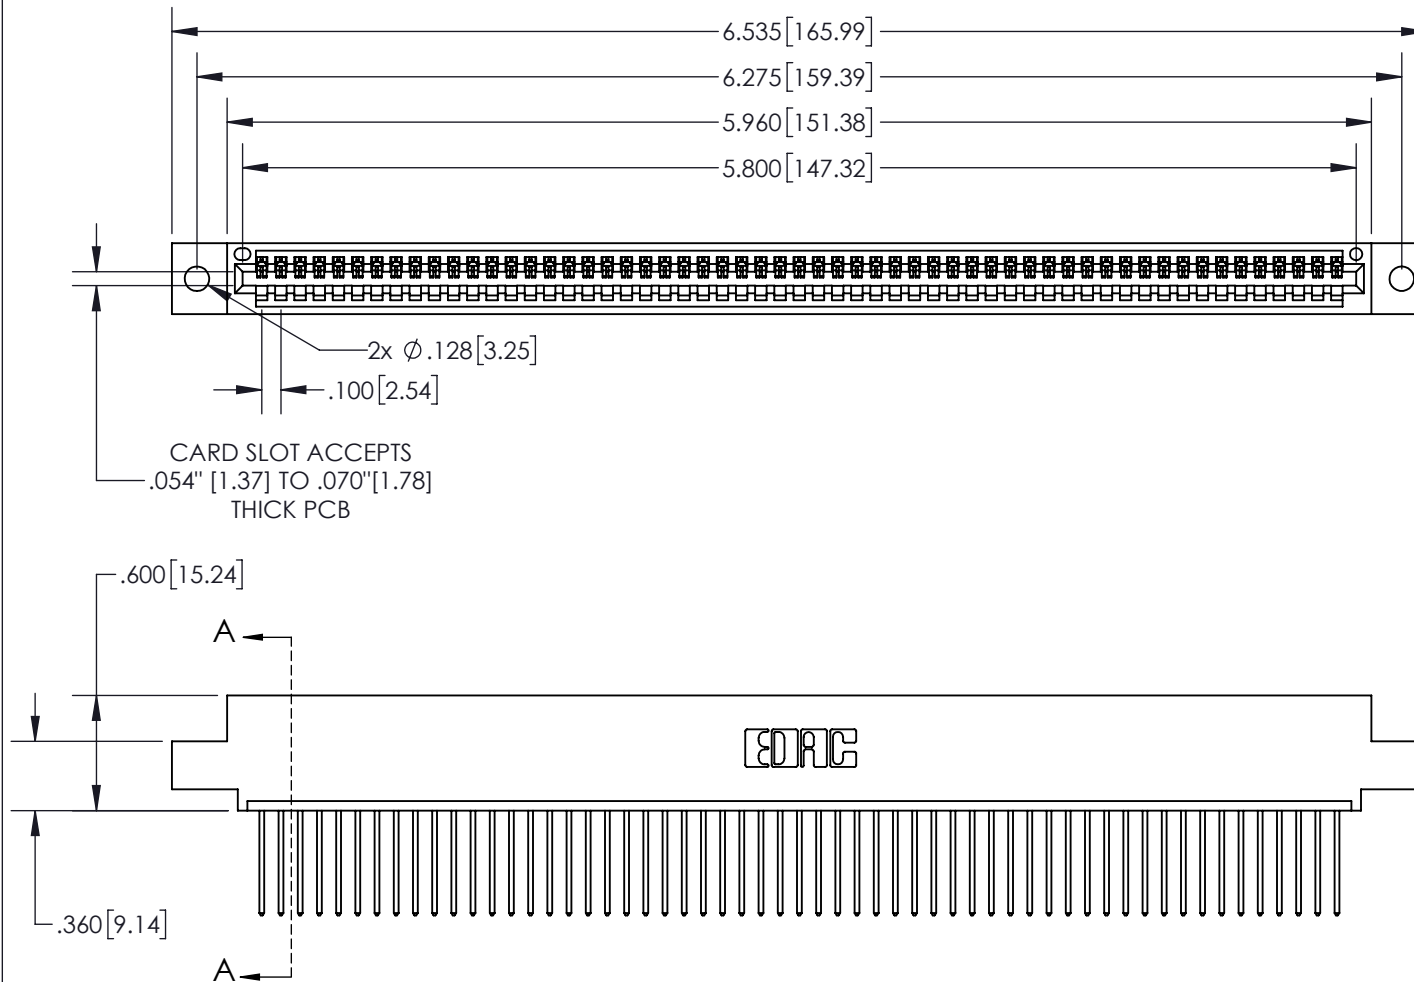 6.535[165.99]
6.275[159.39]
5.960[151.38]
5.800[147.32]
2x Ø.128[3.25]
.100[2.54]
CARD SLOT ACCEPTS
.054" [1.37] TO .070"[1.78]
THICK PCB
.600[15.24]
A
EDAC
.360[9.14]
A